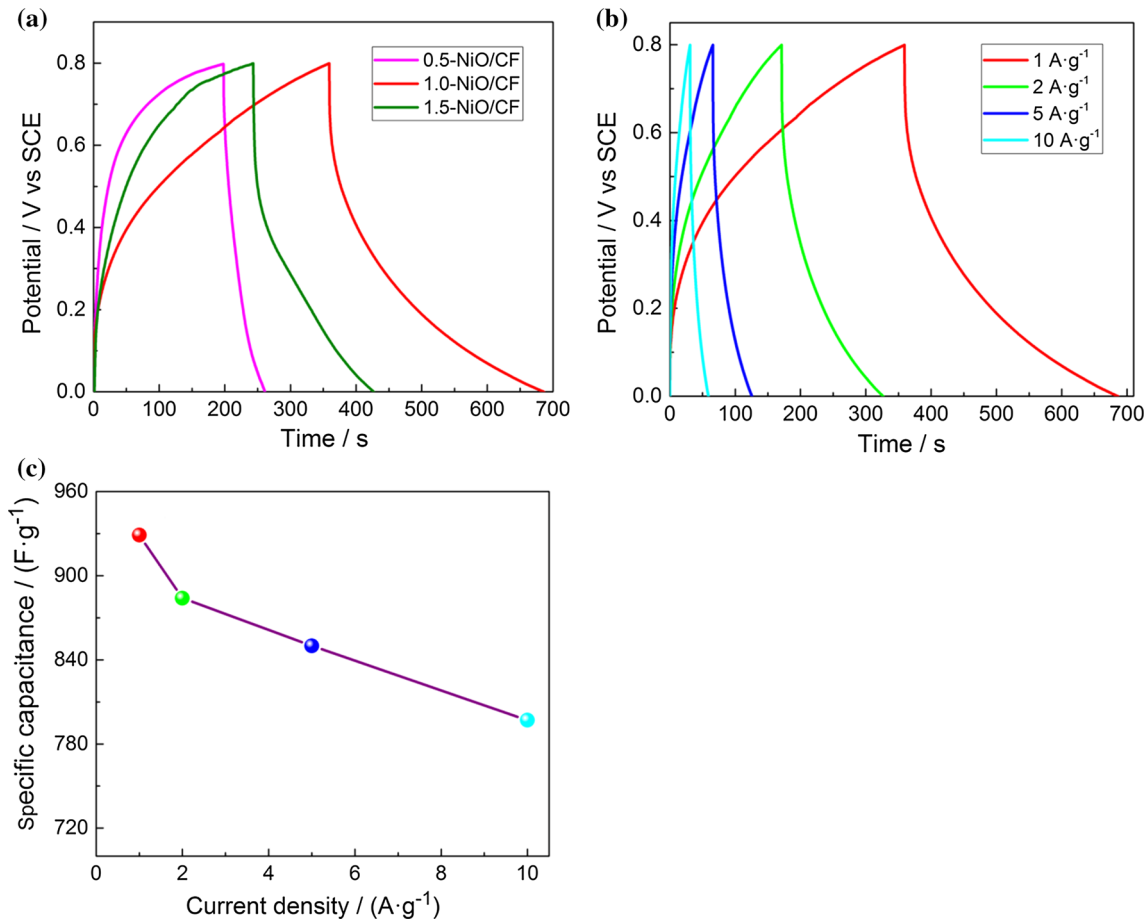 (a)
0.5-NiO/CF
1.0-NiO/CF
1.5-NiO/CF
Potential / V vs SCE
0.8
0.6
0.4
0.2
0.0
0 100 200 300 400 500 600 700
Time / s
(b)
1 A·g⁻¹
2 A·g⁻¹
5 A·g⁻¹
10 A·g⁻¹
Potential / V vs SCE
0.8
0.6
0.4
0.2
0.0
0 100 200 300 400 500 600 700
Time / s
(c)
specific capacitance / (F·g⁻¹)
960
900
840
780
720
0 2 4 6 8 10
Current density / (A·g⁻¹)